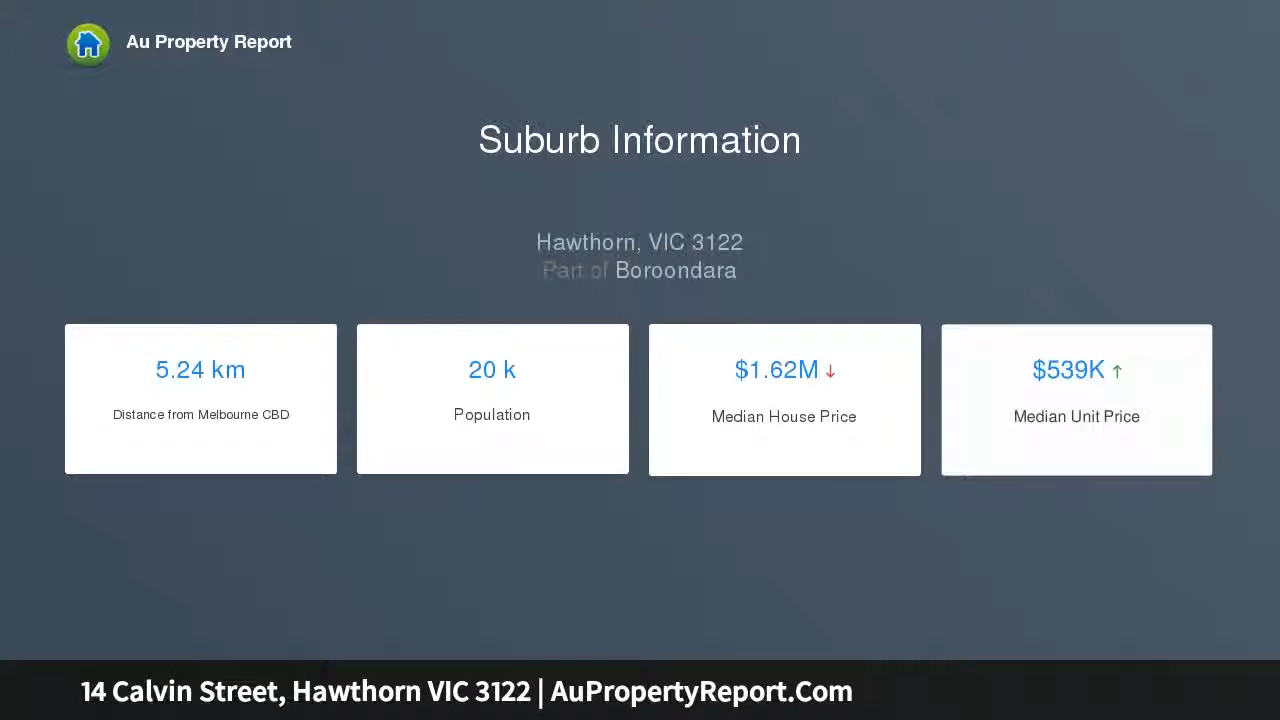 Au Property Report
Suburb Information
Hawthorn, VIC 3122
Part of Boroondara
5.24 km
Distance from Melbourne CBD
20 k
Population
$1.62M ↓
Median House Price
$539K ↑
Median Unit Price
14 Calvin Street, Hawthorn VIC 3122 | AuPropertyReport.Com